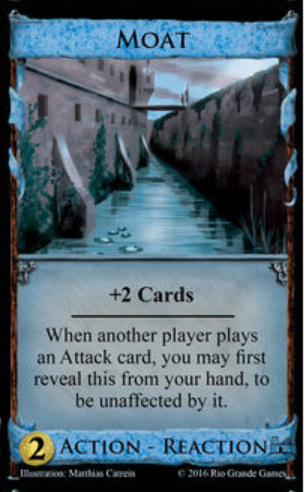 MOAT
+2 Cards
When another player plays
an Attack card, you may first
reveal this from your hand, to
be unaffected by it.
2 ACTION - REACTION
Illustration: Matthias Catrein © 2016 Rio Grande Games